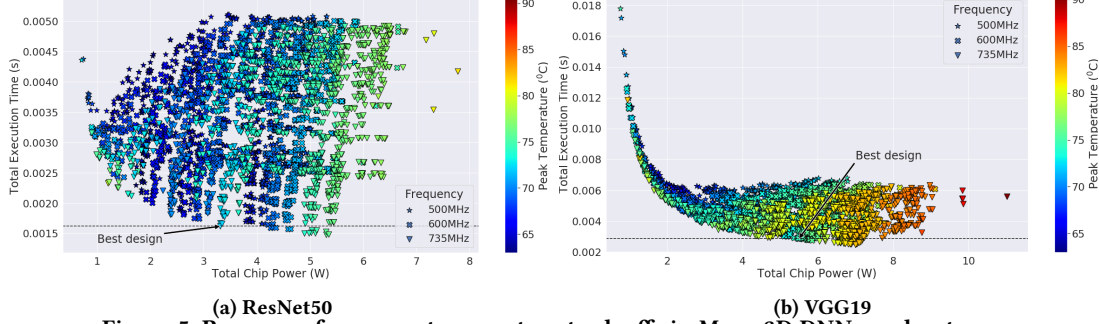 0.0050
0.0045
0.0040
0.0035
0.0030
0.0025
0.0020
0.0015
Total Execution Time (s)
1 2 3 4 5 6 7 8
Total Chip Power (W)
Best design
Frequency
500MHz
600MHz
735MHz
90
85
80
75
70
65
Peak Temperature (⁰C)
(a) ResNet50
0.018
0.016
0.014
0.012
0.010
0.008
0.006
0.004
0.002
Total Execution Time (s)
2 4 6 8 10
Total Chip Power (W)
Best design
Frequency
500MHz
600MHz
735MHz
90
85
80
75
70
65
Peak Temperature (⁰C)
(b) VGG19